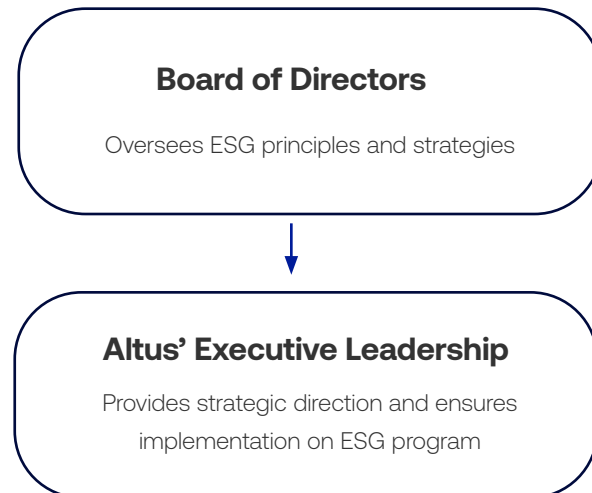 Board of Directors
Oversees ESG principles and strategies
Altus’ Executive Leadership
Provides strategic direction and ensures
implementation on ESG program